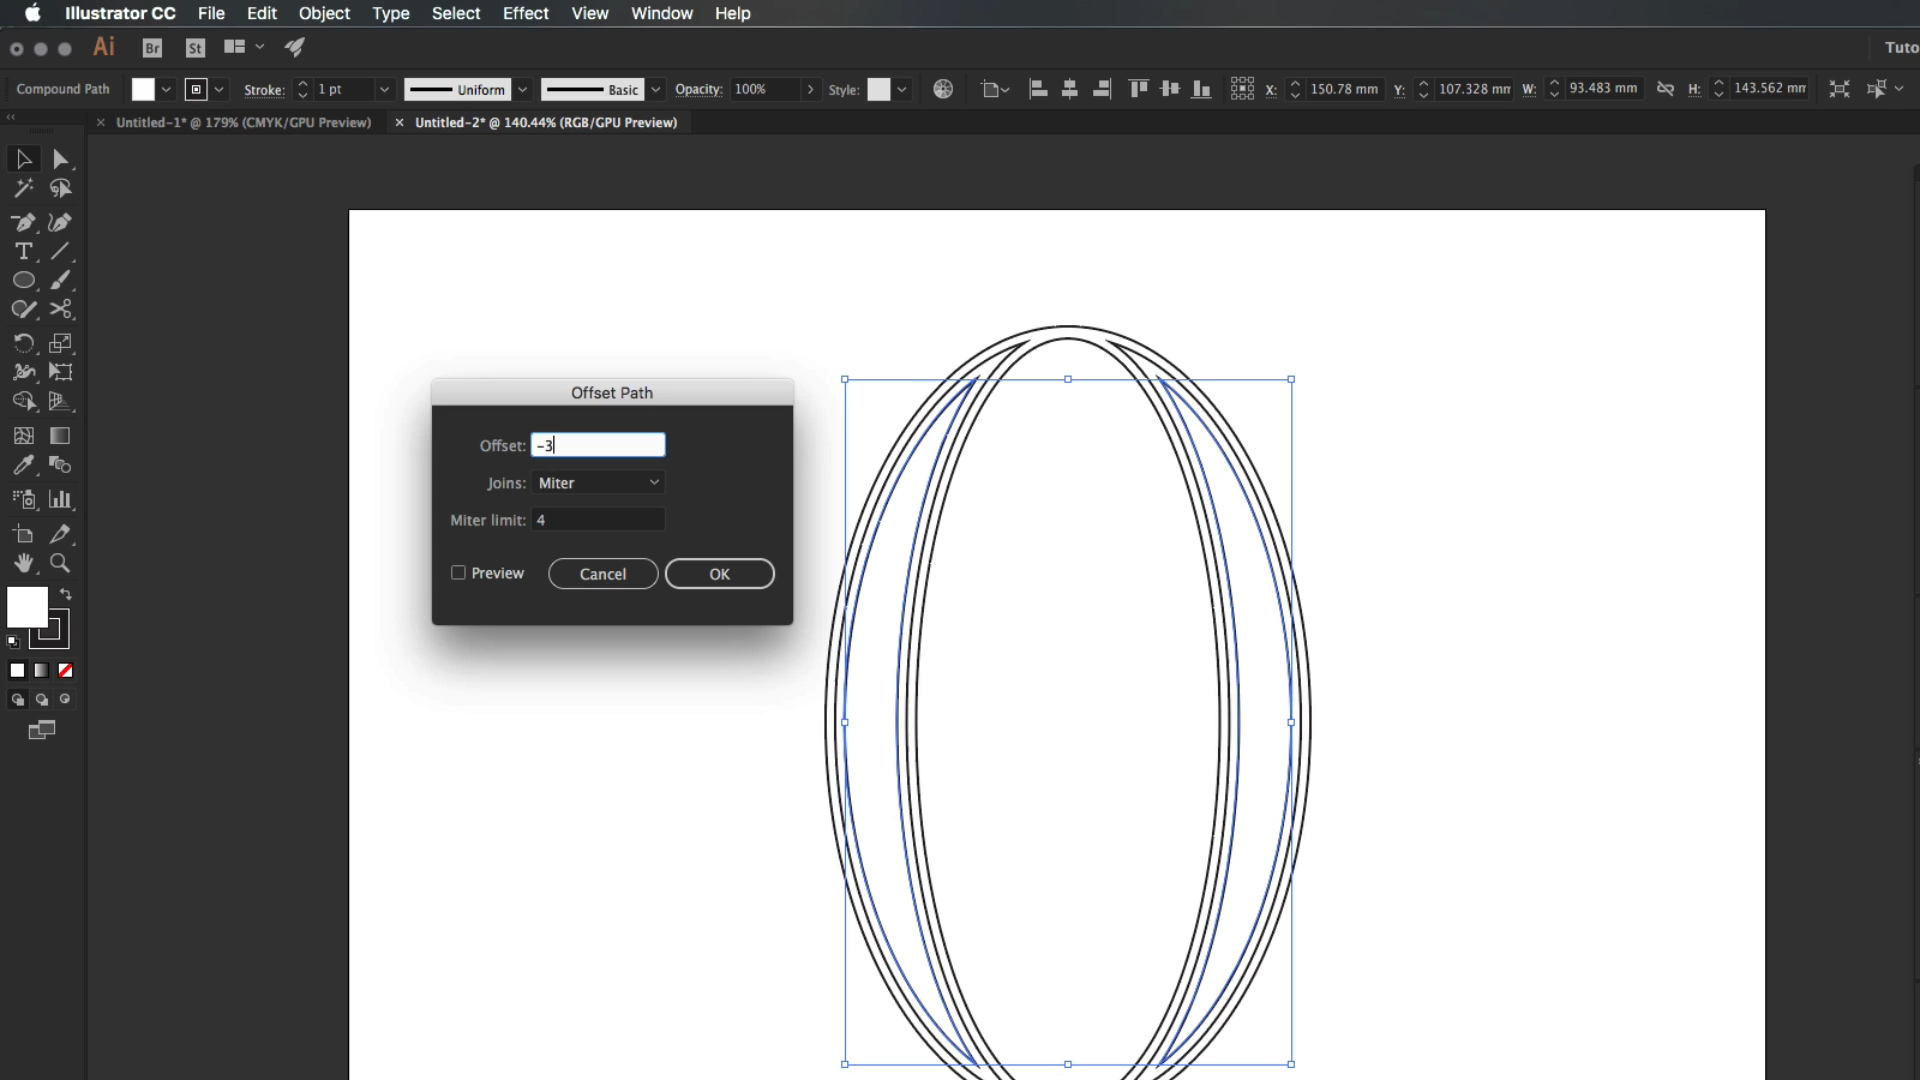 Illustrator CC File Edit Object Type Select Effect View Window Help
Ai Br St Tuto
Compound Path Stroke: 1 pt Uniform Basic Opacity: 100% Style: X: 150.78 mm Y: 107.328 mm W: 93.483 mm H: 143.562 mm
Untitled-1* @ 179% (CMYK/GPU Preview) Untitled-2* @ 140.44% (RGB/GPU Preview)
Offset Path
Offset: -3
Joins: Miter
Miter limit: 4
Preview Cancel OK